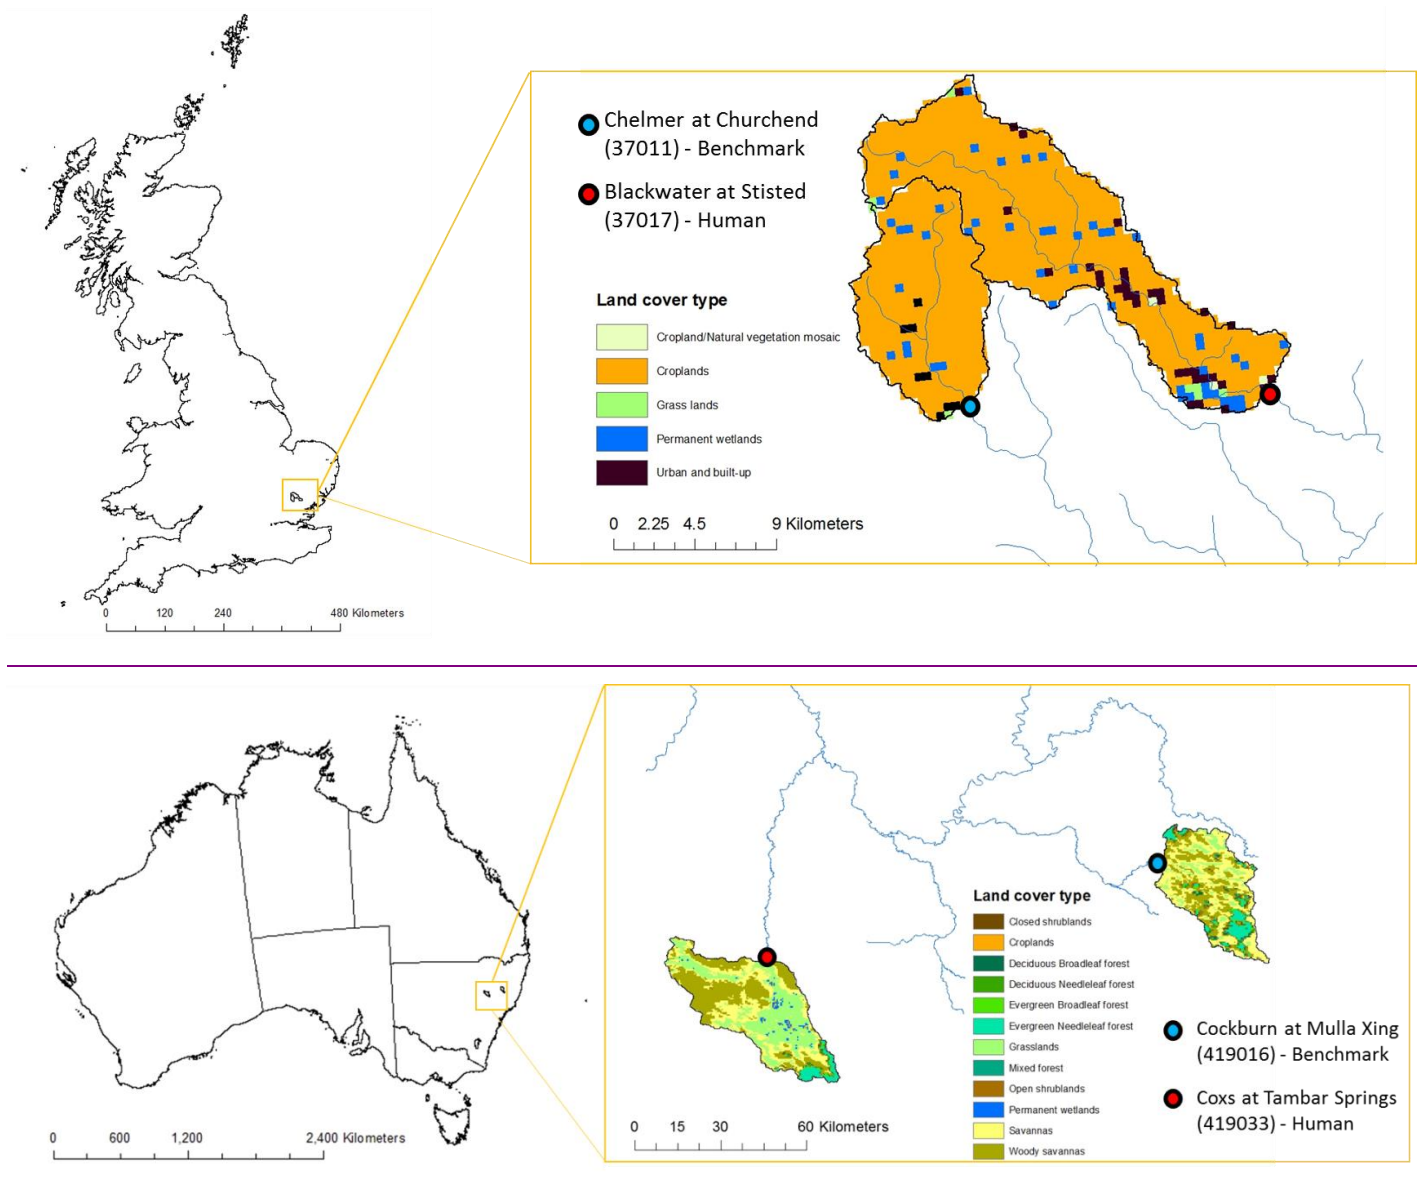 Chelmer at Churchend
(37011) - Benchmark
Blackwater at Stisted
(37017) - Human
Land cover type
Cropland/Natural vegetation mosaic
Croplands
Grass lands
Permanent wetlands
Urban and built-up
0 2.25 4.5 9 Kilometers
0 120 240 480 Kilometers
Land cover type
Closed shrublands
Croplands
Deciduous Broadleaf forest
Deciduous Needleleaf forest
Evergreen Broadleaf forest
Evergreen Needleleaf forest
Grasslands
Mixed forest
Open shrublands
Permanent wetlands
Savannas
Woody savannas
Cockburn at Mulla Xing
(419016) - Benchmark
Coxs at Tambar Springs
(419033) - Human
0 15 30 60 Kilometers
0 600 1,200 2,400 Kilometers